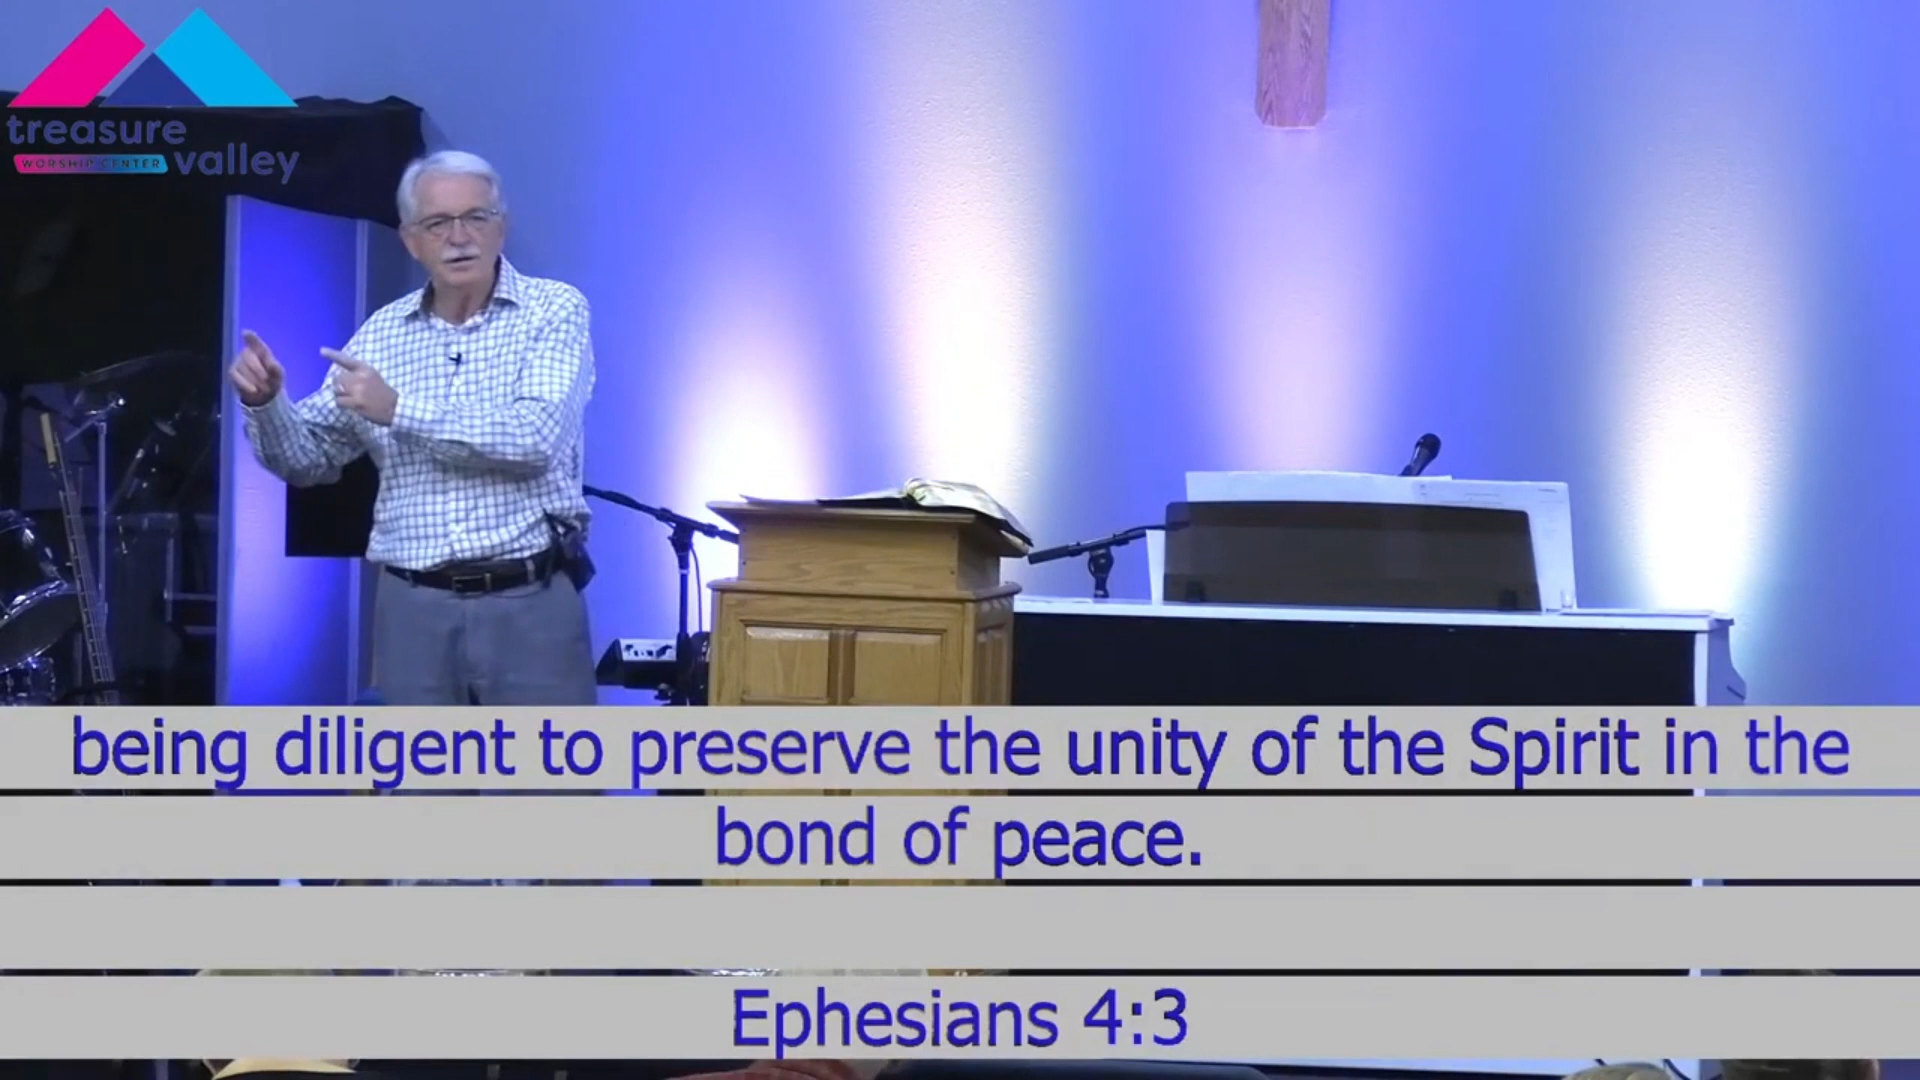 treasure
WORSHIP CENTER
valley
being diligent to preserve the unity of the Spirit in the
bond of peace.
Ephesians 4:3